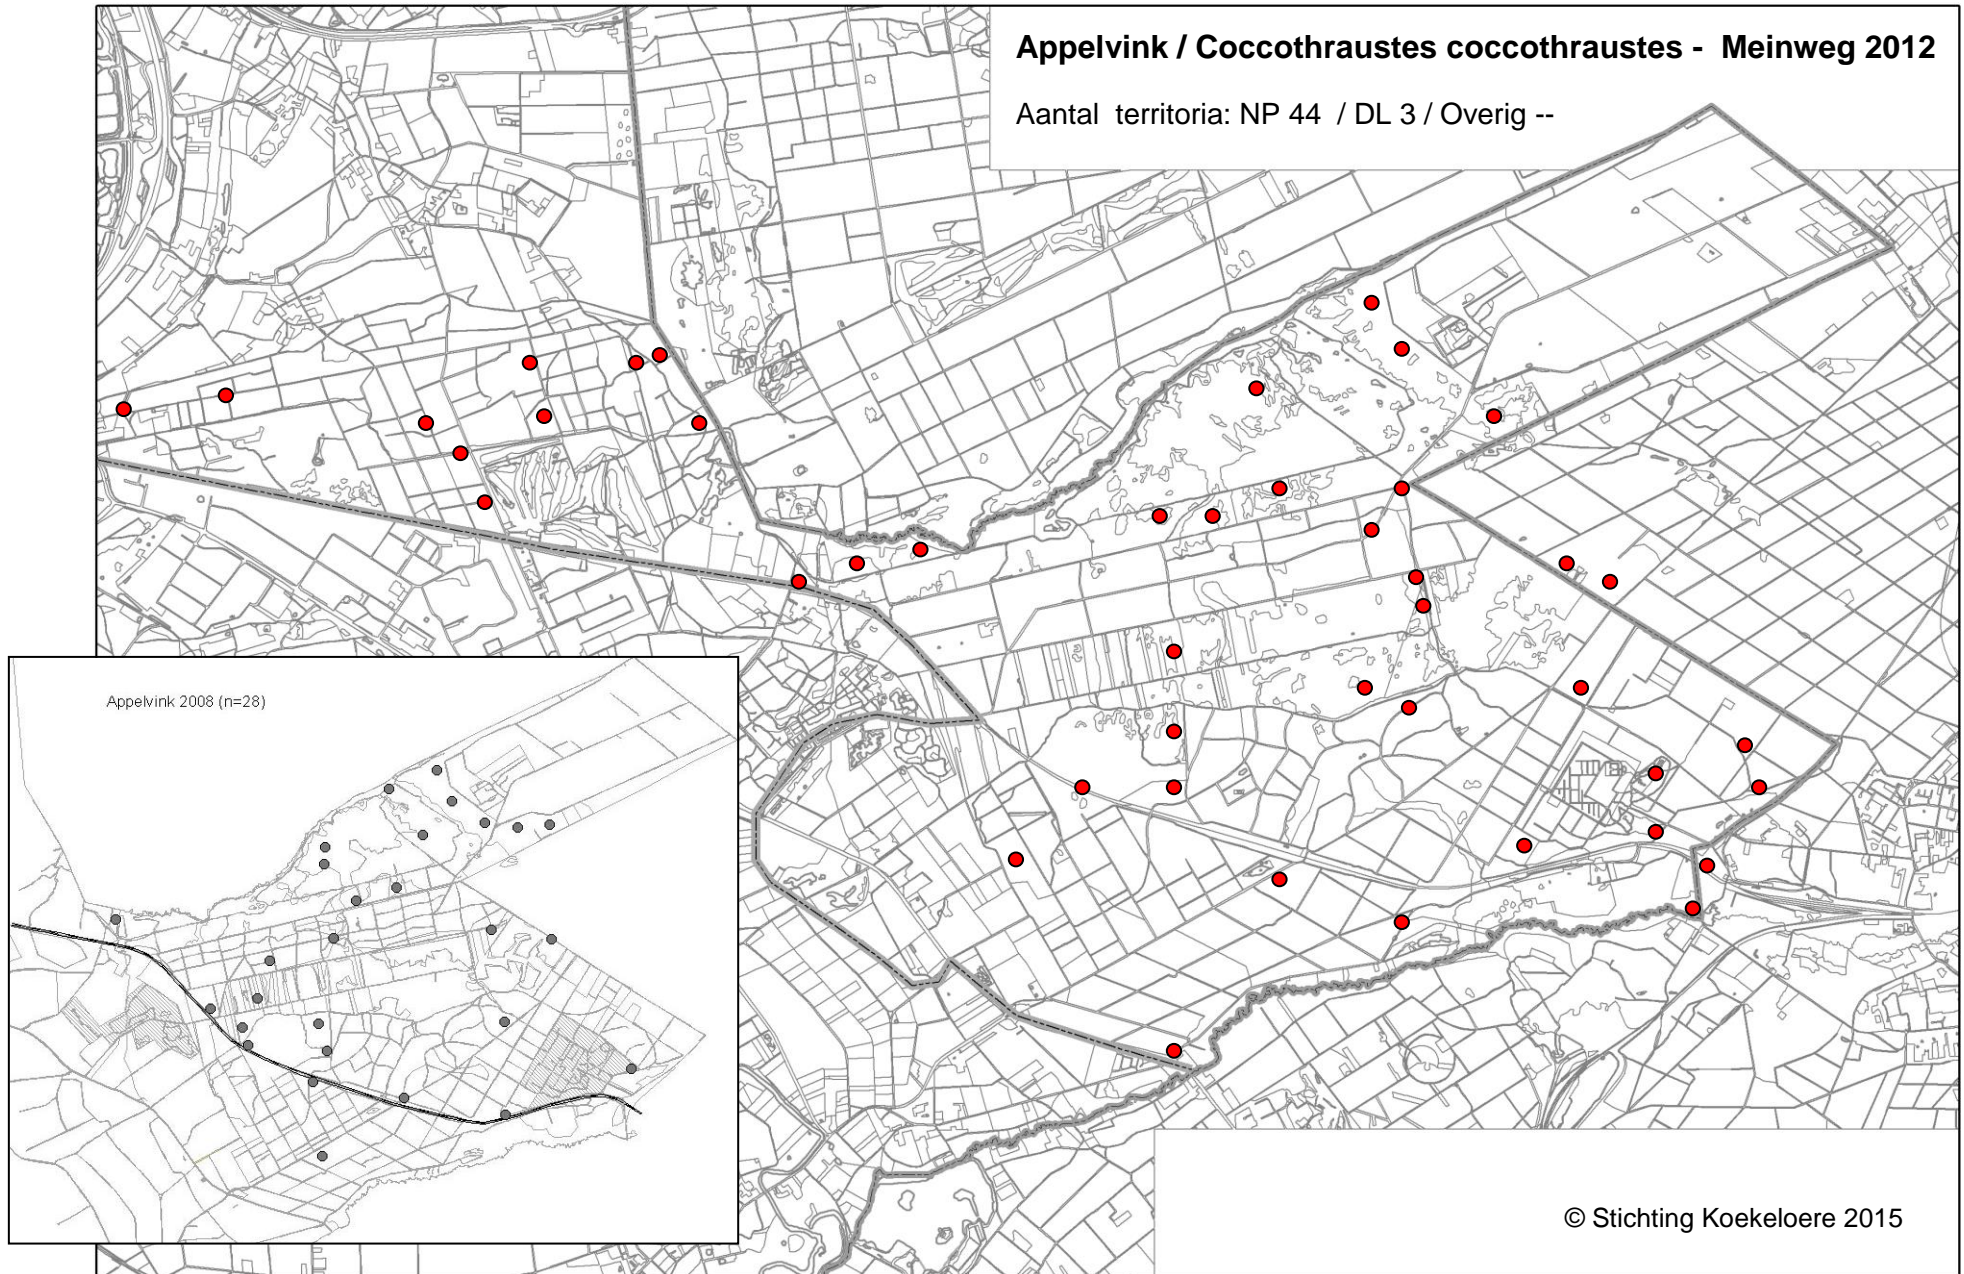 Appelvink / Coccothraustes coccothraustes - Meinweg 2012
Aantal territoria: NP 44 / DL 3 / Overig --
Appelvink 2008 (n=28)
© Stichting Koekeloere 2015